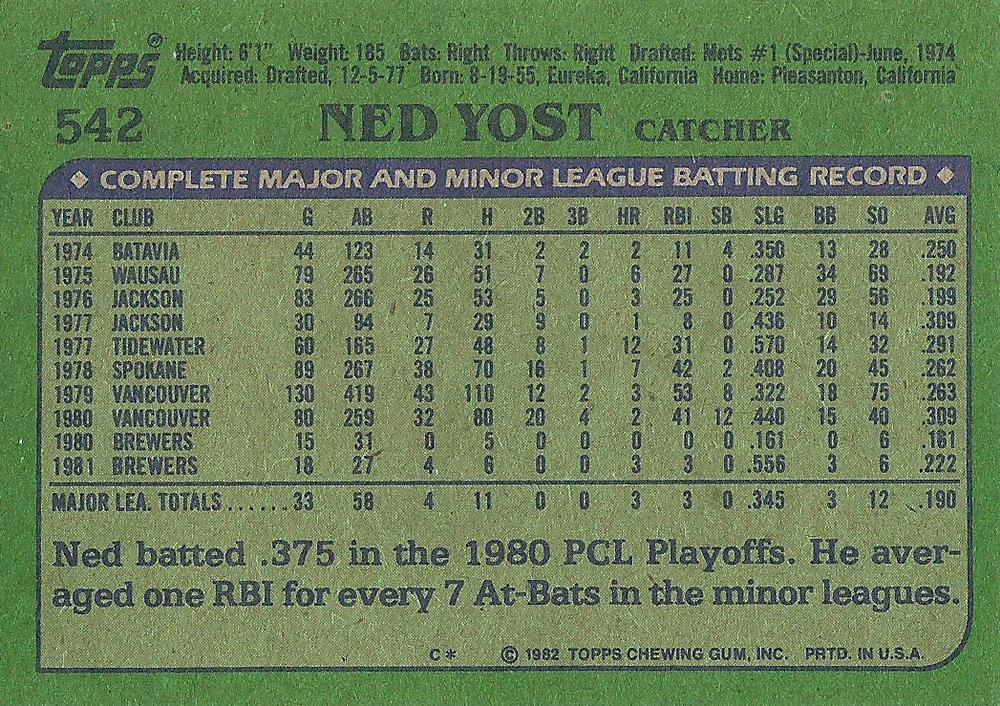 Topps® Height: 6'1" Weight: 185 Bats: Right Throws: Right Drafted: Mets #1 (Special)-June, 1974
Acquired: Drafted, 12-5-77 Born: 8-19-55, Eureka, California Home: Pleasanton, California
542 NED YOST CATCHER
COMPLETE MAJOR AND MINOR LEAGUE BATTING RECORD
YEAR CLUB G AB R H 2B 3B HR RBI SB SLG BB SO AVG
1974 BATAVIA 44 123 14 31 2 2 2 11 4 .350 13 28 .250
1975 WAUSAU 79 265 26 51 7 0 6 27 0 .287 34 69 .192
1976 JACKSON 83 266 25 53 5 0 3 25 0 .252 29 56 .199
1977 JACKSON 30 94 7 29 9 0 1 8 0 .436 10 14 .309
1977 TIDEWATER 60 165 27 48 8 1 12 31 0 .570 14 32 .291
1978 SPOKANE 89 267 38 70 16 1 7 42 2 .408 20 45 .262
1979 VANCOUVER 130 419 43 110 12 2 3 53 8 .322 18 75 .263
1980 VANCOUVER 80 259 32 80 20 4 2 41 12 .440 15 40 .309
1980 BREWERS 15 31 0 5 0 0 0 0 0 .161 0 6 .161
1981 BREWERS 18 27 4 6 0 0 3 3 0 .556 3 6 .222
MAJOR LEA. TOTALS......33 58 4 11 0 0 3 3 0 .345 3 12 .190
Ned batted .375 in the 1980 PCL Playoffs. He aver-
aged one RBI for every 7 At-Bats in the minor leagues.
C* © 1982 TOPPS CHEWING GUM, INC. PRTD. IN U.S.A.